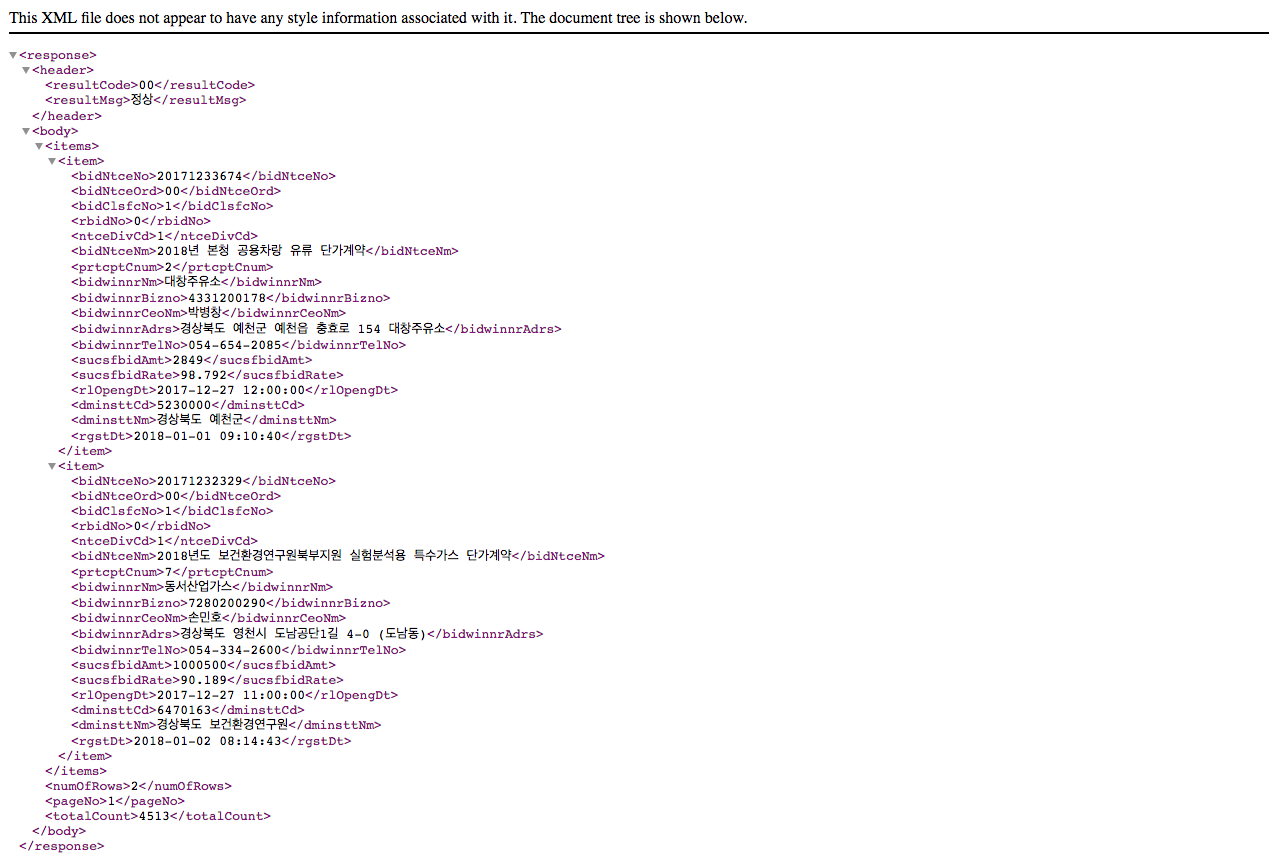 This XML file does not appear to have any style information associated with it. The document tree is shown below.
▼<response>
▼<header>
<resultCode>00</resultCode>
<resultMsg>정상</resultMsg>
</header>
▼<body>
▼<items>
▼<item>
<bidNtceNo>20171233674</bidNtceNo>
<bidNtceOrd>00</bidNtceOrd>
<bidClsfcNo>1</bidClsfcNo>
<rbidNo>0</rbidNo>
<ntceDivCd>1</ntceDivCd>
<bidNtceNm>2018년 본청 공용차량 유류 단가계약</bidNtceNm>
<prtcptCnum>2</prtcptCnum>
<bidwinnrNm>대창주유소</bidwinnrNm>
<bidwinnrBizno>4331200178</bidwinnrBizno>
<bidwinnrCeoNm>박병창</bidwinnrCeoNm>
<bidwinnrAdrs>경상북도 예천군 예천읍 충효로 154 대창주유소</bidwinnrAdrs>
<bidwinnrTelNo>054-654-2085</bidwinnrTelNo>
<sucsfbidAmt>2849</sucsfbidAmt>
<sucsfbidRate>98.792</sucsfbidRate>
<rlOpengDt>2017-12-27 12:00:00</rlOpengDt>
<dminsttCd>5230000</dminsttCd>
<dminsttNm>경상북도 예천군</dminsttNm>
<rgstDt>2018-01-01 09:10:40</rgstDt>
</item>
▼<item>
<bidNtceNo>20171232329</bidNtceNo>
<bidNtceOrd>00</bidNtceOrd>
<bidClsfcNo>1</bidClsfcNo>
<rbidNo>0</rbidNo>
<ntceDivCd>1</ntceDivCd>
<bidNtceNm>2018년도 보건환경연구원북부지원 실험분석용 특수가스 단가계약</bidNtceNm>
<prtcptCnum>7</prtcptCnum>
<bidwinnrNm>동서산업가스</bidwinnrNm>
<bidwinnrBizno>7280200290</bidwinnrBizno>
<bidwinnrCeoNm>손민호</bidwinnrCeoNm>
<bidwinnrAdrs>경상북도 영천시 도남공단1길 4-0 (도남동)</bidwinnrAdrs>
<bidwinnrTelNo>054-334-2600</bidwinnrTelNo>
<sucsfbidAmt>1000500</sucsfbidAmt>
<sucsfbidRate>90.189</sucsfbidRate>
<rlOpengDt>2017-12-27 11:00:00</rlOpengDt>
<dminsttCd>6470163</dminsttCd>
<dminsttNm>경상북도 보건환경연구원</dminsttNm>
<rgstDt>2018-01-02 08:14:43</rgstDt>
</item>
</items>
<numOfRows>2</numOfRows>
<pageNo>1</pageNo>
<totalCount>4513</totalCount>
</body>
</response>